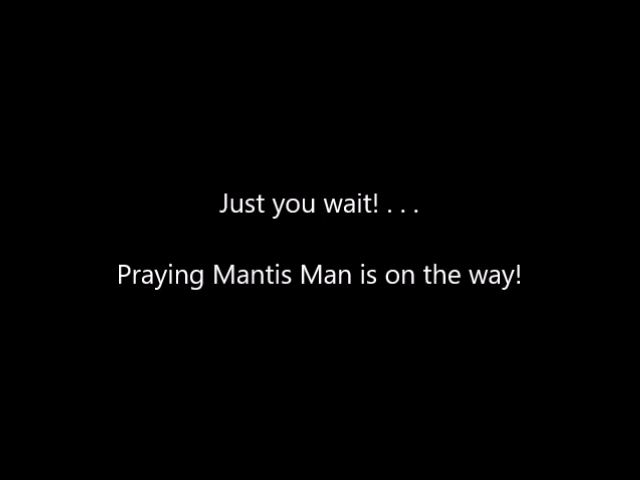 Just you wait! . . .
Praying Mantis Man is on the way!